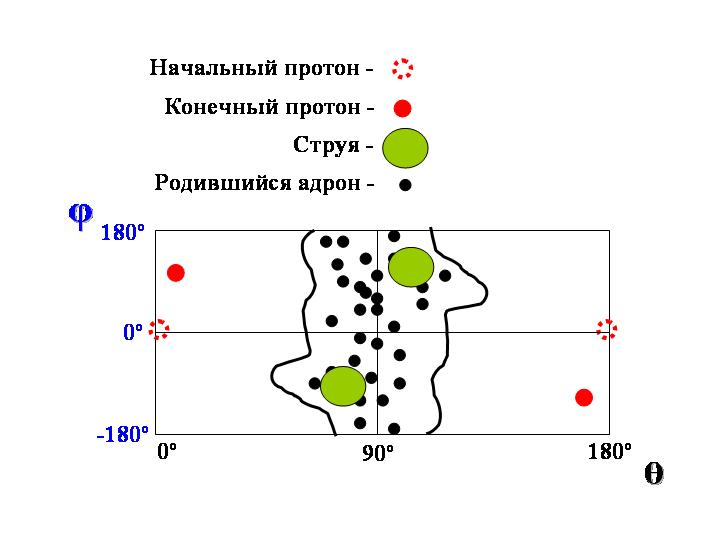 Начальный протон -
Конечный протон -
Струя -
Родившийся адрон -
φ
180°
0°
-180°
0°
90°
180°
θ